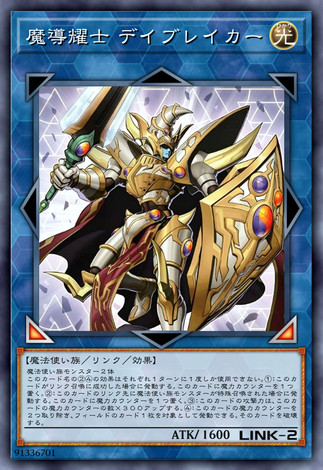 魔導耀士 デイブレイカー
光
【魔法使い族/リンク/効果】
魔法使い族モンスター2体
このカード名の②④の効果はそれぞれ1ターンに1度しか使用できない。①:このカー
ドがリンク召喚に成功した場合に発動する。このカードに魔力カウンターを1つ
置く。②:このカードのリンク先に魔法使い族モンスターが特殊召喚された場合に発
動する。このカードに魔力カウンターを1つ置く。③:このカードの攻撃力は、このカー
ドの魔力カウンターの数×300アップする。④:このカードの魔力カウンター
を2つ取り除き、フィールドのカード1枚を対象として発動できる。そのカードを破壊す
る。
ATK/1600 LINK-2
91336701